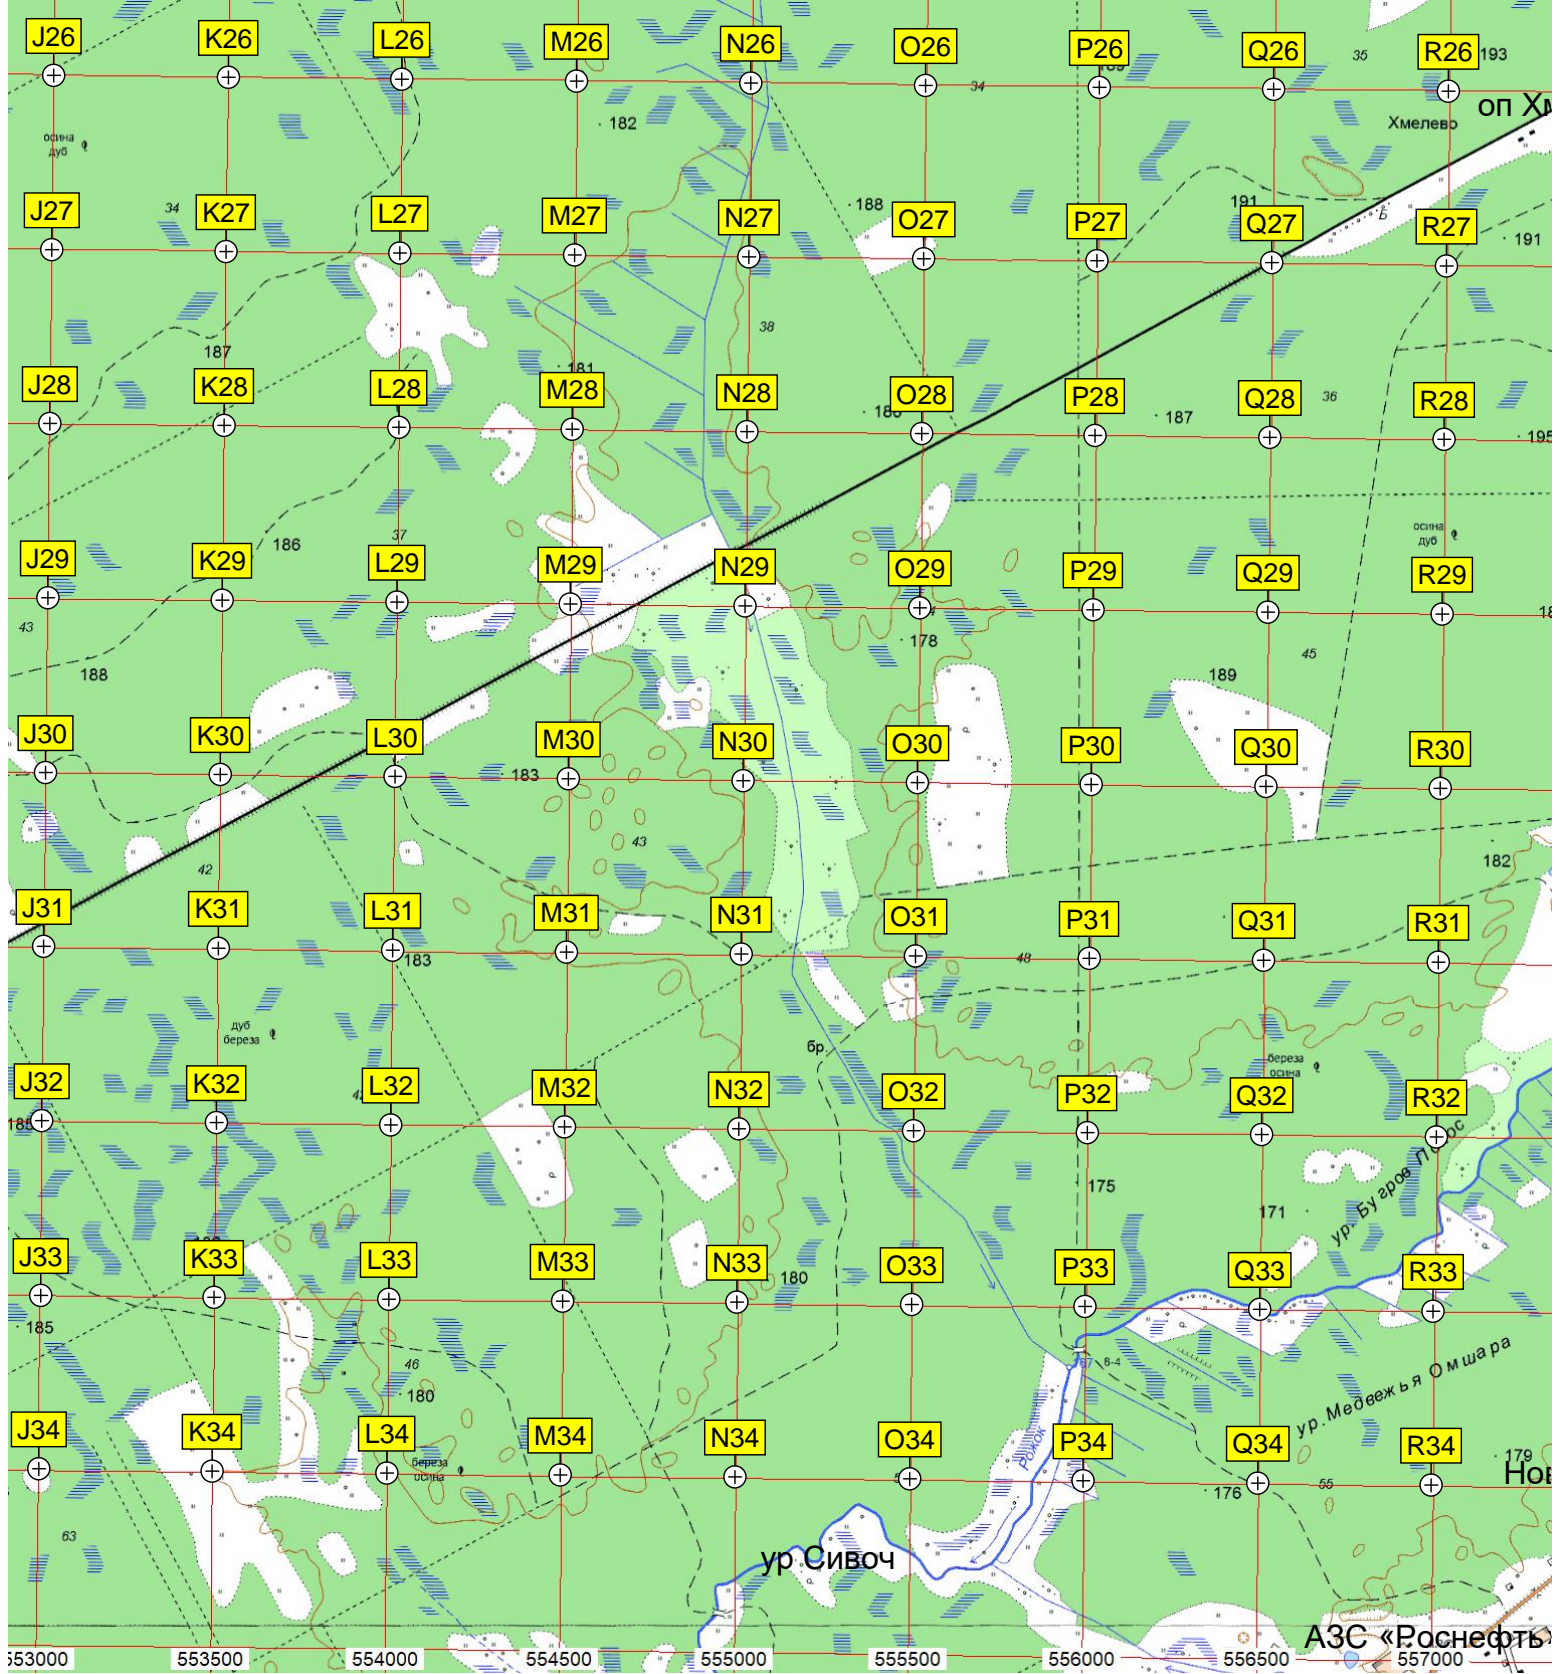 J26 K26 L26 M26 N26 O26 P26 Q26 R26
35
193
34
оп Хм
182
Хмелево
осина
дуб
34
188
191
Б
J27 K27 L27 M27 N27 O27 P27 Q27 R27
191
38
187
181
J28 K28 L28 M28 N28 O28 P28 Q28 R28
36
187
195
осина
дуб
37
186
J29 K29 L29 M29 N29 O29 P29 Q29 R29
43
178
45
188
189
J30 K30 L30 M30 N30 O30 P30 Q30 R30
183
43
42
182
J31 K31 L31 M31 N31 O31 P31 Q31 R31
183
48
дуб
береза
бр.
береза
осина
J32 K32 L32 M32 N32 O32 P32 Q32 R32
188
ур. Бугров
175
171
J33 K33 L33 M33 N33 O33 P33 Q33 R33
180
185
46
8-4
ур. Медвежья Омшара
180
J34 K34 L34 M34 N34 O34 P34 Q34 R34
береза
осина
Рожок
179
Нов
176
55
63
ур Сивоч
АЗС «Роснефть»
553000 553500 554000 554500 555000 555500 556000 556500 557000